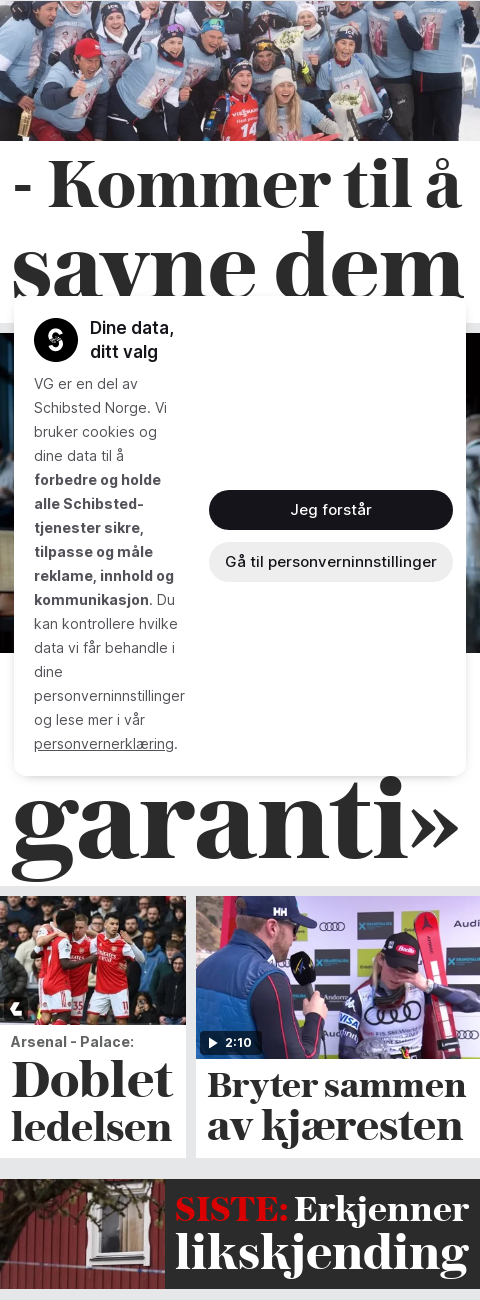 - Kommer til å
savne dem
Dine data,
ditt valg
VG er en del av
Schibsted Norge. Vi
bruker cookies og
dine data til å
forbedre og holde
alle Schibsted-
tjenester sikre,
tilpasse og måle
reklame, innhold og
kommunikasjon. Du
kan kontrollere hvilke
data vi får behandle i
dine
personverninnstillinger
og lese mer i vår
personvernerklæring.
Jeg forstår
Gå til personverninnstillinger
garanti»
Arsenal - Palace:
Doblet
ledelsen
2:10
Bryter sammen
av kjæresten
SISTE: Erkjenner
likskjending